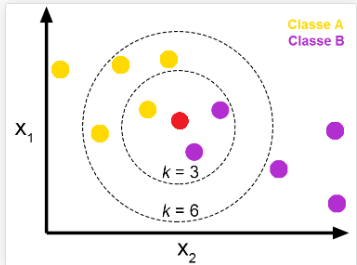 Classe A
Classe B
X1
k = 3
k = 6
X2